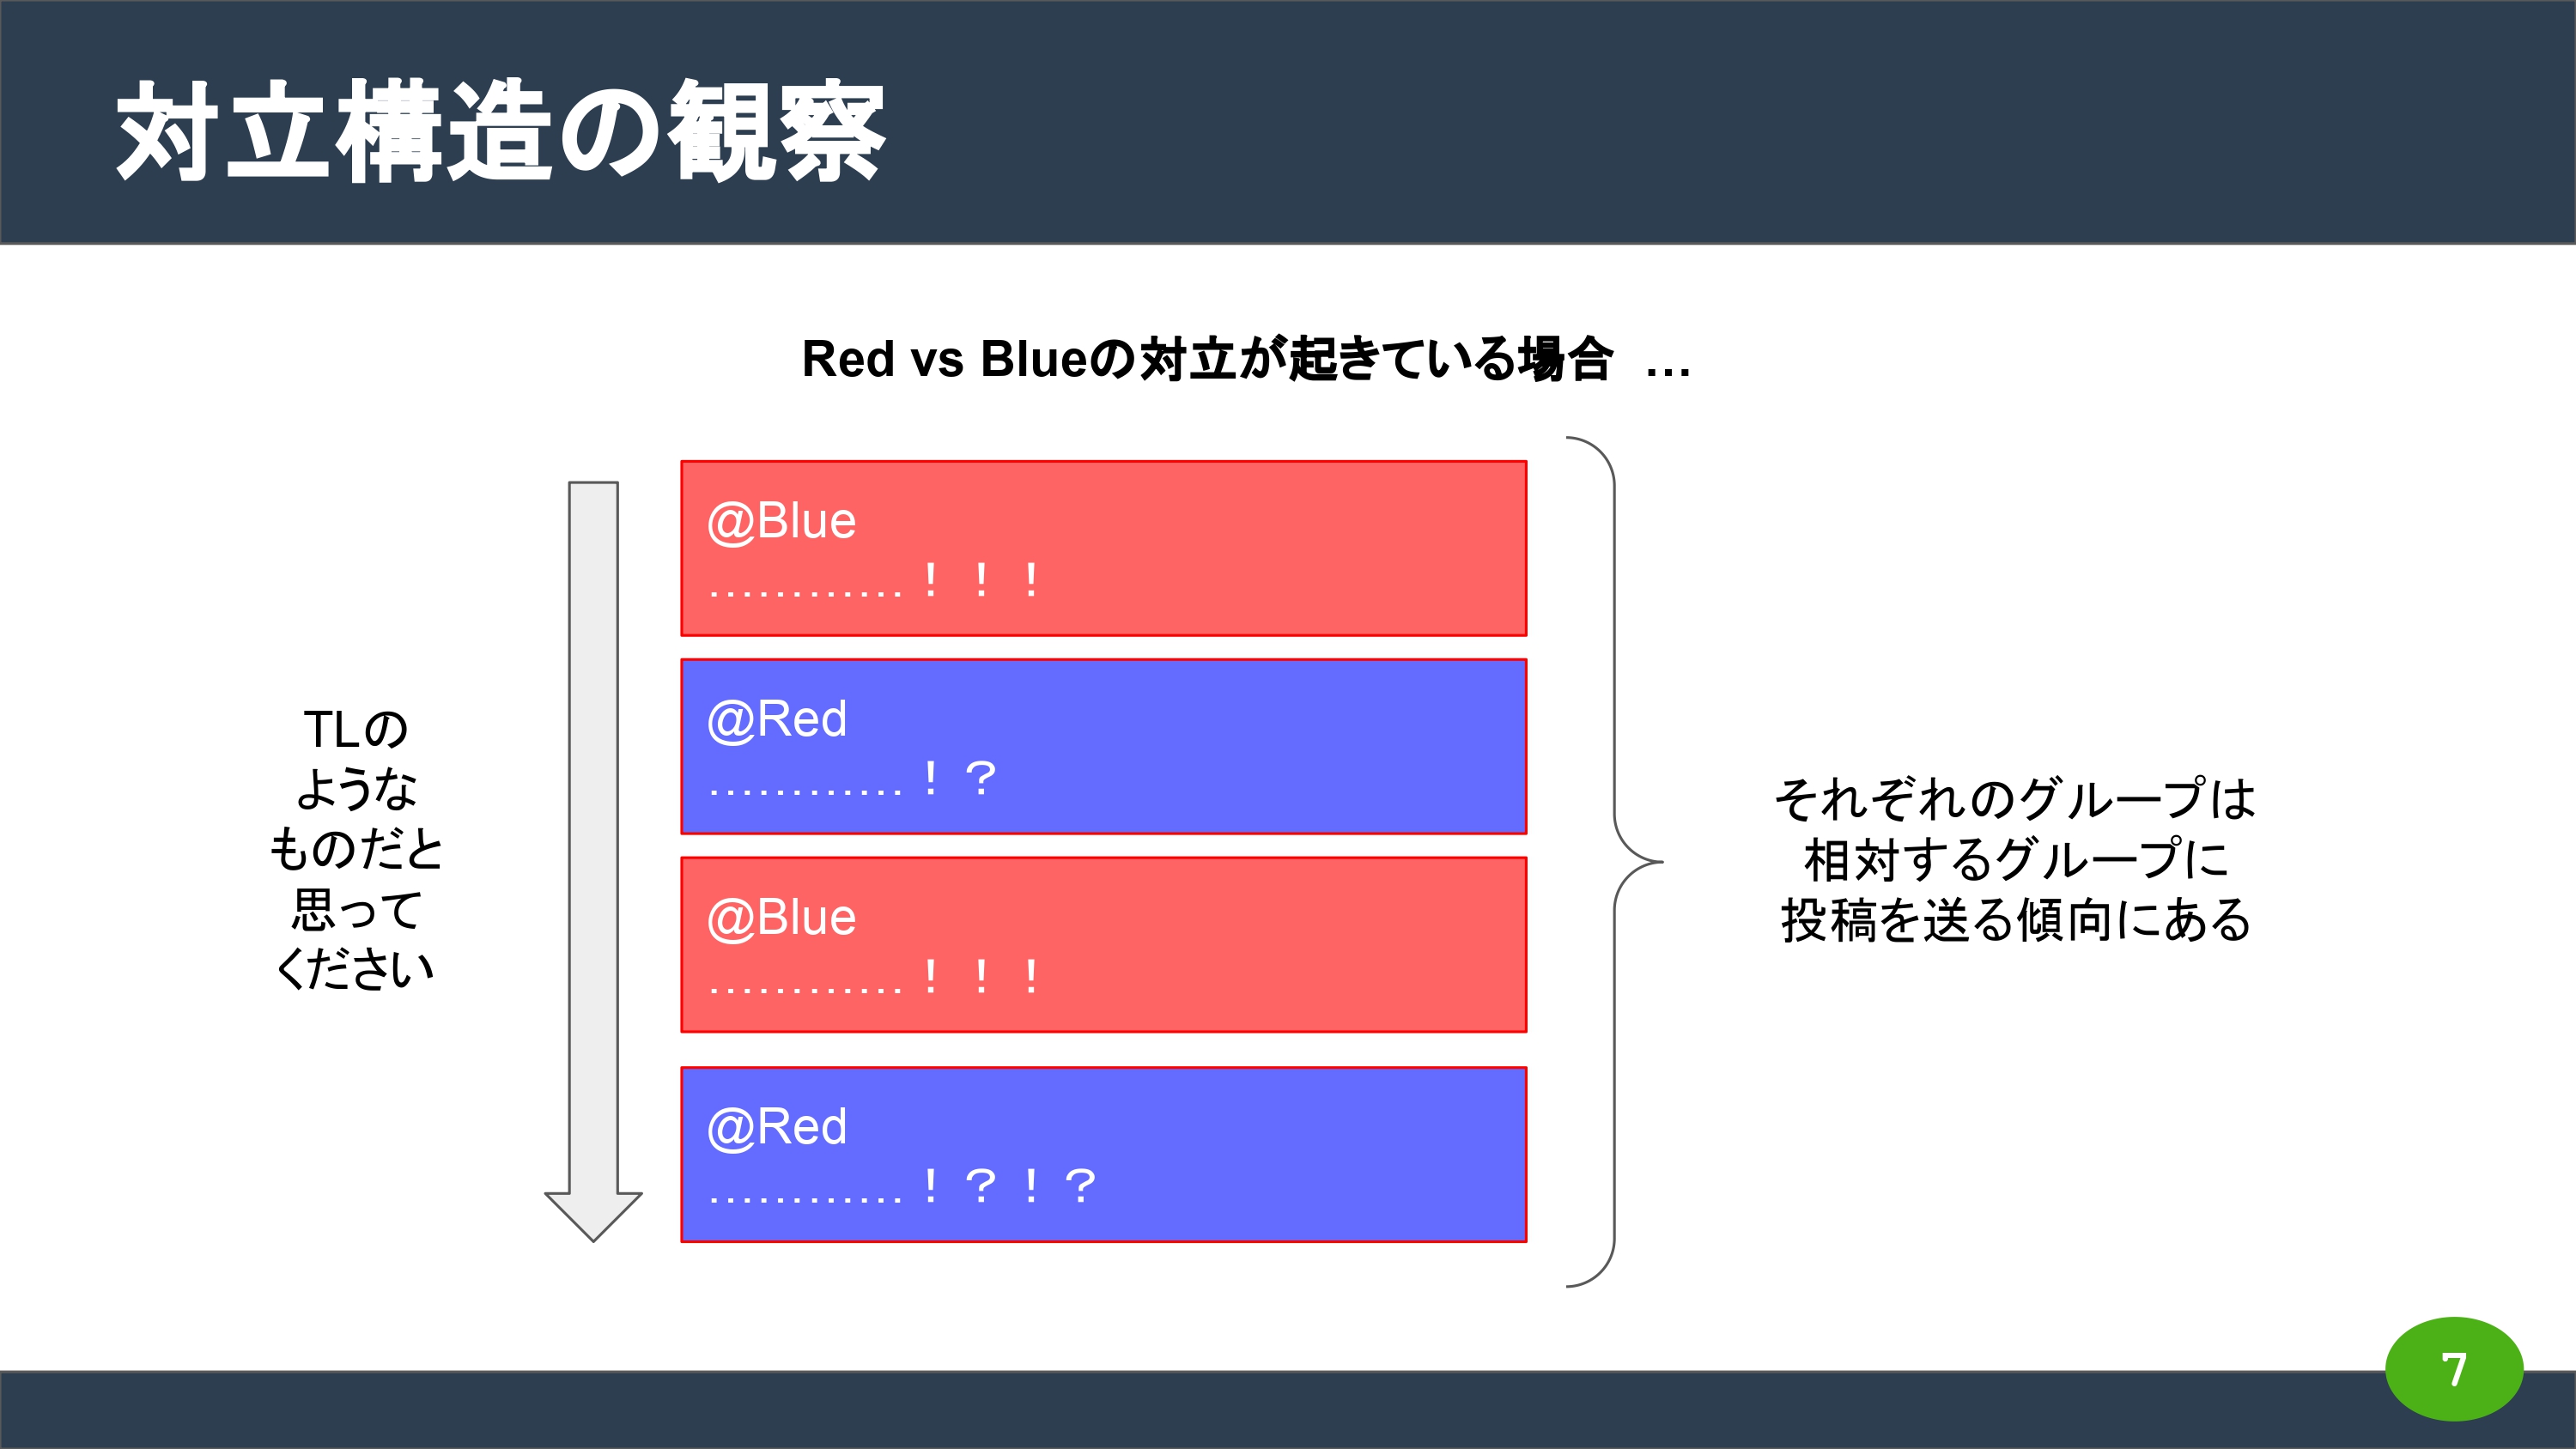 対立構造の観察
Red vs Blueの対立が起きている場合 …
TLの
ような
ものだと
思って
ください
@Blue
…………！！！
@Red
…………！？
@Blue
…………！！！
@Red
…………！？！？
それぞれのグループは
相対するグループに
投稿を送る傾向にある
7